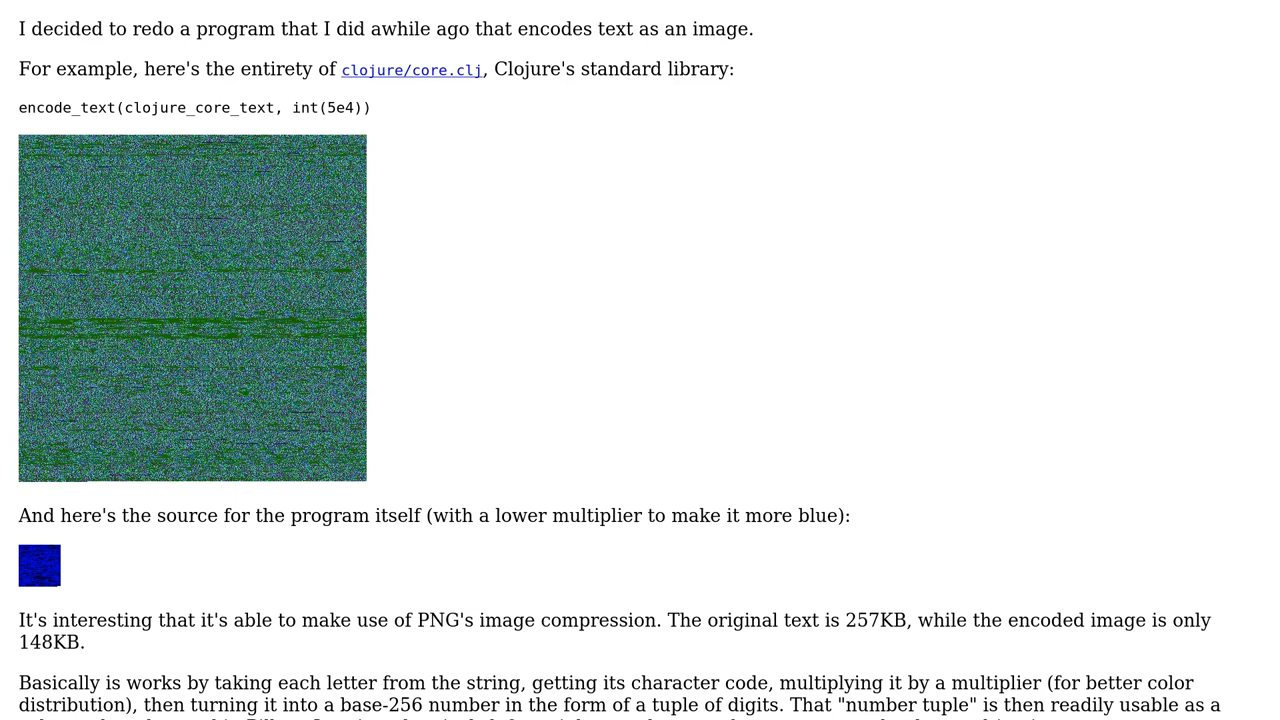 I decided to redo a program that I did awhile ago that encodes text as an image.
For example, here's the entirety of clojure/core.clj, Clojure's standard library:
encode_text(clojure_core_text, int(5e4))
And here's the source for the program itself (with a lower multiplier to make it more blue):
It's interesting that it's able to make use of PNG's image compression. The original text is 257KB, while the encoded image is only
148KB.
Basically is works by taking each letter from the string, getting its character code, multiplying it by a multiplier (for better color
distribution), then turning it into a base-256 number in the form of a tuple of digits. That "number tuple" is then readily usable as a